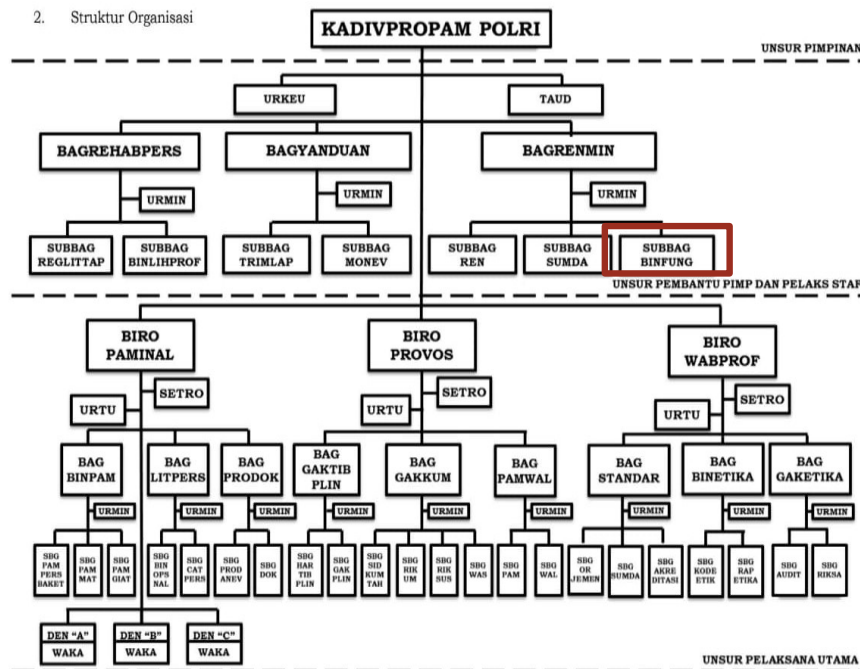 2. Struktur Organisasi
KADIVPROPAM POLRI
UNSUR PIMPINAN
URKEU
TAUD
BAGREHABPERS
BAGYANDUAN
BAGRENMIN
URMIN
URMIN
URMIN
SUBBAG
REGLITTAP
SUBBAG
BINLIHPROF
SUBBAG
TRIMLAP
SUBBAG
MONEV
SUBBAG
REN
SUBBAG
SUMDA
SUBBAG
BINFUNG
UNSUR PEMBANTU PIMP DAN PELAKS STAF
BIRO
PAMINAL
BIRO
PROVOS
BIRO
WABPROF
SETRO
SETRO
SETRO
URTU
URTU
URTU
BAG
BINPAM
BAG
LITPERS
BAG
PRODOK
BAG
GAKTIB
PLIN
BAG
GAKKUM
BAG
PAMWAL
BAG
STANDAR
BAG
BINETIKA
BAG
GAKETIKA
URMIN
URMIN
URMIN
URMIN
URMIN
URMIN
URMIN
URMIN
URMIN
SBG
PAM
PERS
BAKET
SBG
PAM
MAT
SBG
PAM
GIAT
SBG
BIN
OPS
NAL
SBG
CAT
PERS
SBG
PROD
ANEV
SBG
DOK
SBG
HAR
TIB
PLIN
SBG
GAK
PLIN
SBG
SID
KUM
TAH
SBG
RIK
UM
SBG
RIK
SUS
SBG
WAS
SBG
PAM
SBG
WAL
SBG
OR
JEMEN
SBG
SUMDA
SBG
AKRE
DITASI
SBG
KODE
ETIK
SBG
RAP
ETIKA
SBG
AUDIT
SBG
RIKSA
DEN "A"
WAKA
DEN "B"
WAKA
DEN "C"
WAKA
UNSUR PELAKSANA UTAMA